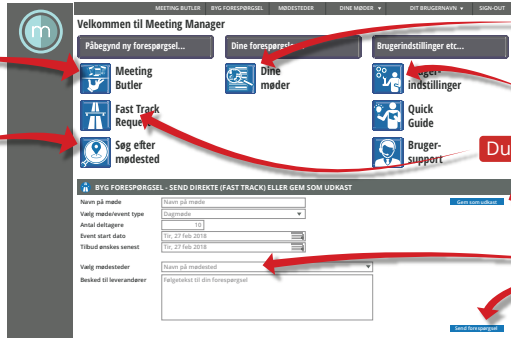 MEETING BUTLER BYG FORESPØRGSEL MØDESTEDER DINE MØDER DIT BRUGERNAVN SIGN-OUT
m
Velkommen til Meeting Manager
Påbegynd ny forespørgsel... Dine Brugerindstillinger etc...
Meeting
Butler
Dine
møder
indstillinger
Fast Track
Quick
Guide
Søg efter
mødested
Bruger-
support
Du
BYG FORESPØRGSEL - SEND DIREKTE (FAST TRACK) ELLER GEM SOM UDKAST
Navn på møde Navn på møde Gem som udkast
Vælg møde/event type Dagmøde
Antal deltagere 10
Event start dato Tir, 27 feb 2018
Tilbud ønskes senest Tir, 27 feb 2018
Vælg mødesteder Navn på mødested
Besked til leverandører Følgetekst til din forespørgsel
Send forespørgsel